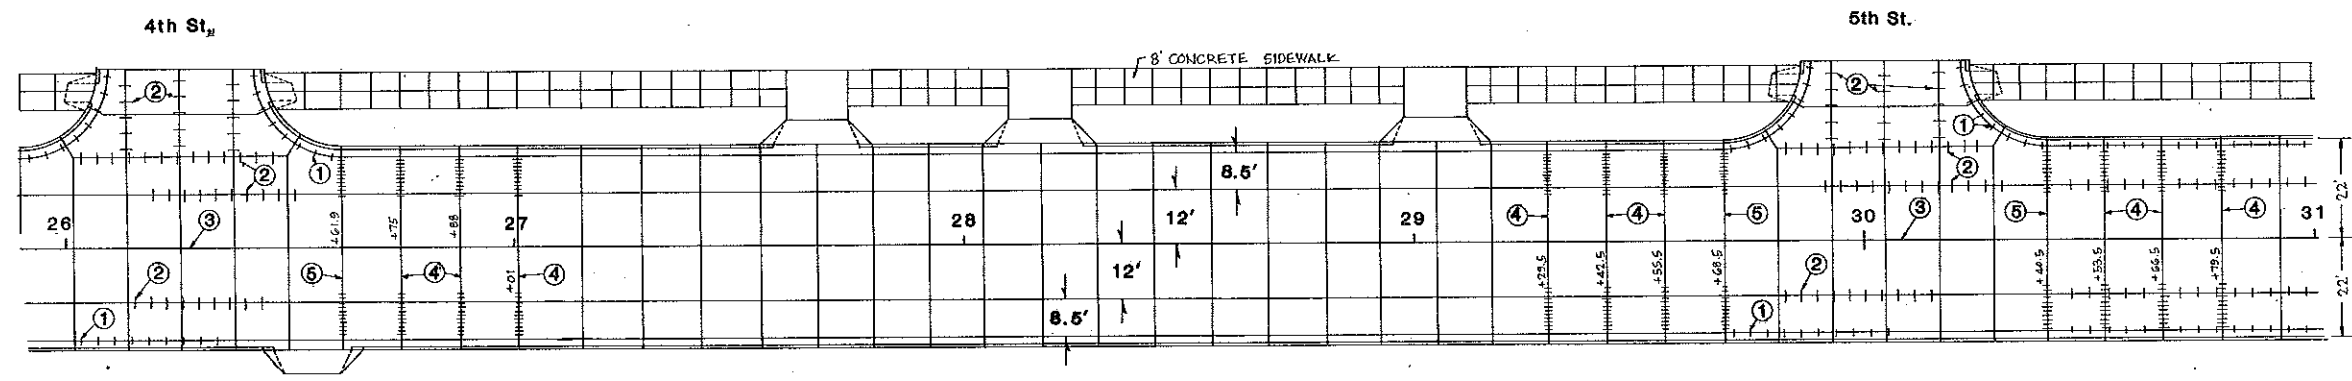 4th St.
5th St.
8' CONCRETE SIDEWALK
② ② ① ① ②
② ① 8.5' ② 22'
26 ③ +61.9 +75 +88 27 28 12' 29 ④ ④ ⑤ 30 ③ ⑤ ④ ④ 31
② ⑤ ④ +01 ④ 12' +29.5 +42.5 +55.5 +68.5 ② +40.5 +53.5 +66.5 +79.5 22'
① 8.5' ①